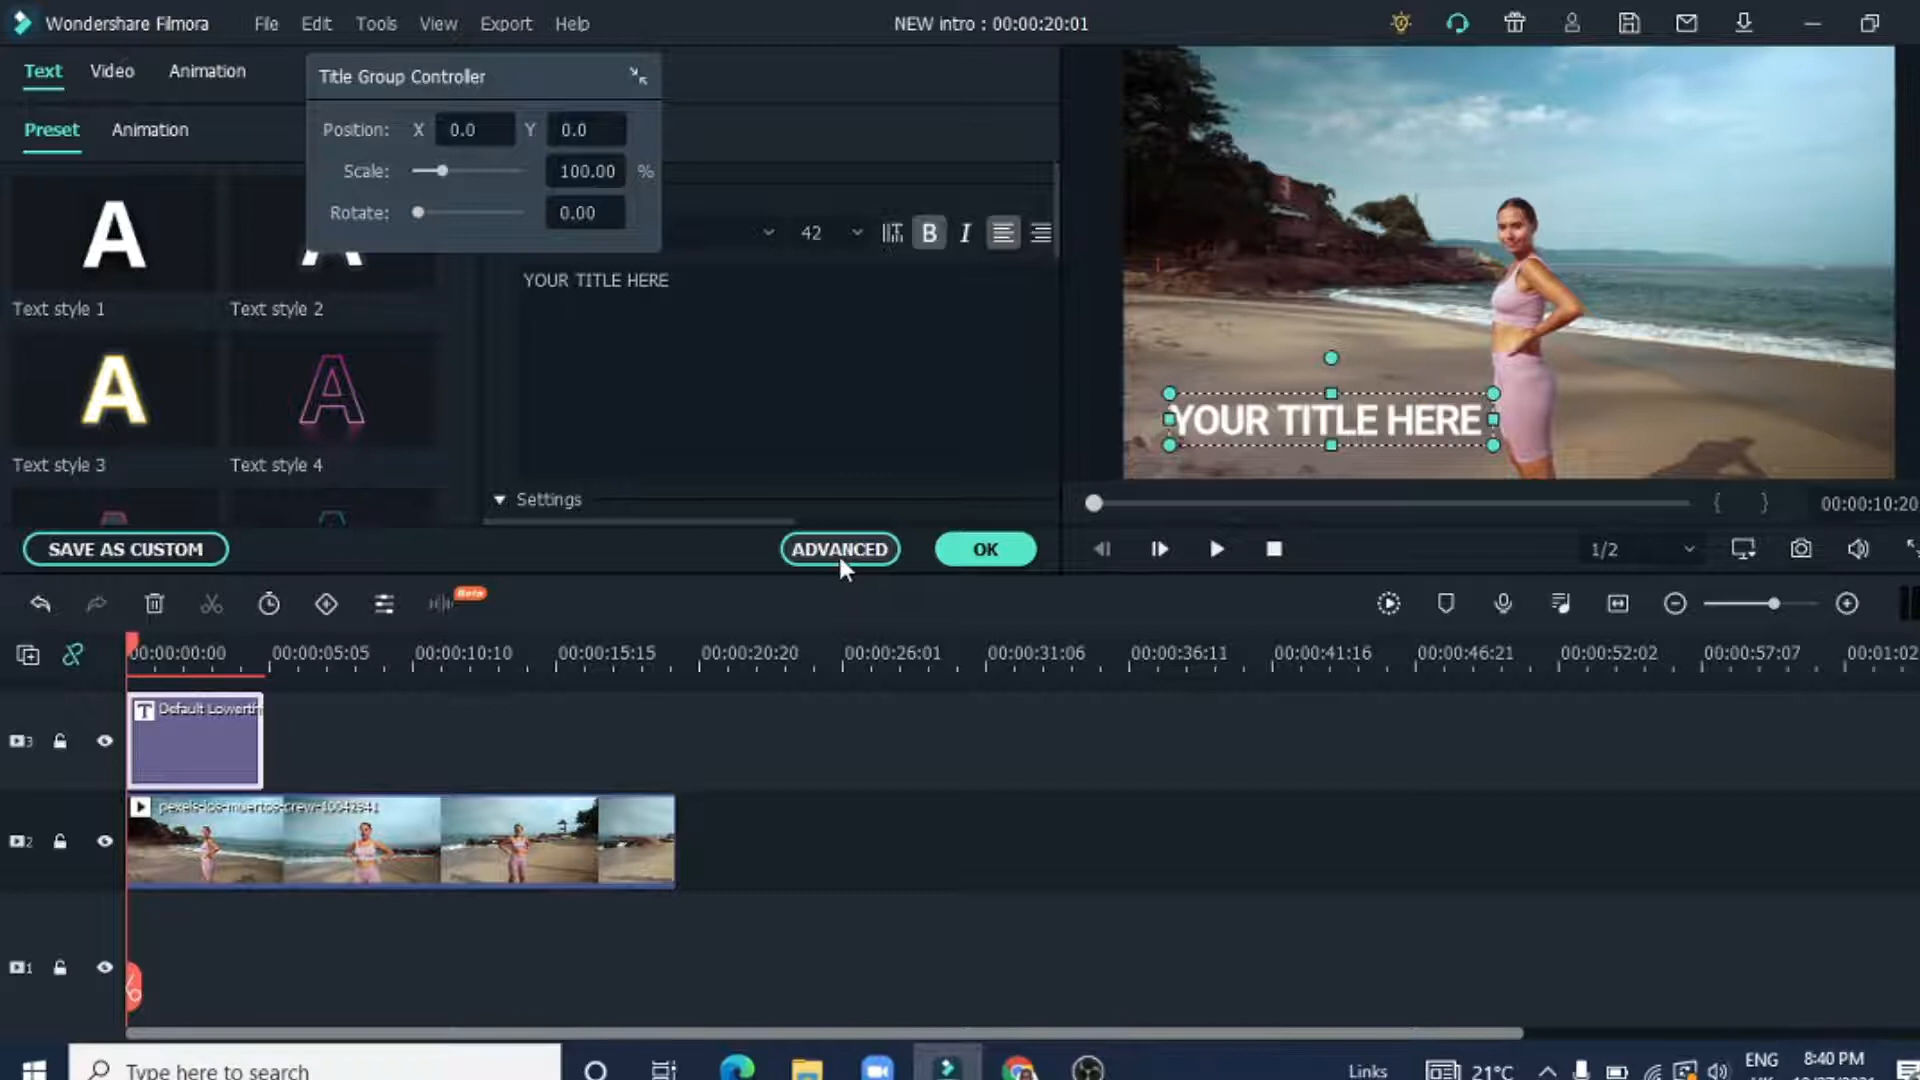 Wondershare Filmora File Edit Tools View Export Help NEW intro : 00:00:20:01
Text Video Animation
Title Group Controller
Preset Animation
Position: X 0.0 Y 0.0
Scale: 100.00 %
Rotate: 0.00
42 B I
A
Text style 1 Text style 2
YOUR TITLE HERE
A A
Text style 3 Text style 4
Settings
YOUR TITLE HERE
00:00:10:20
SAVE AS CUSTOM ADVANCED OK
1/2
Beta
00:00:00:00 00:00:05:05 00:00:10:10 00:00:15:15 00:00:20:20 00:00:26:01 00:00:31:06 00:00:36:11 00:00:41:16 00:00:46:21 00:00:52:02 00:00:57:07 00:01:02
T Default Lowerth
3
pexels-los-muertos-crew-10042341
2
1
Type here to search
Links 21°C ENG 8:40 PM